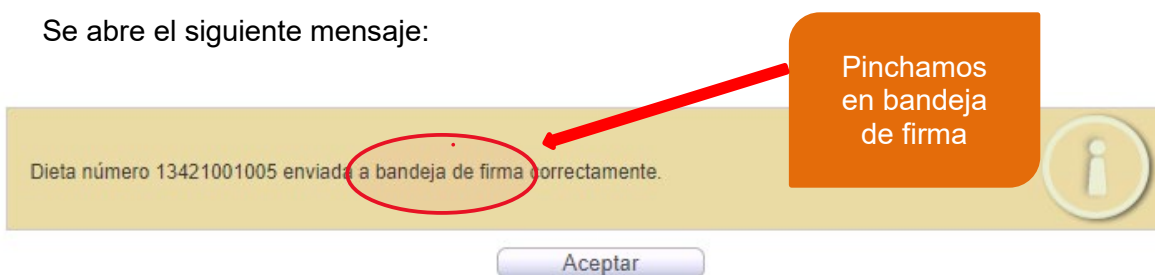 Se abre el siguiente mensaje:
Pinchamos
en bandeja
de firma
Dieta número 13421001005 enviada a bandeja de firma correctamente.
Aceptar